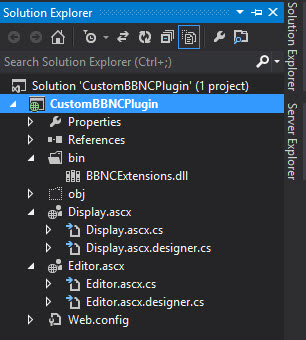 Solution Explorer
Search Solution Explorer (Ctrl+;)
Solution 'CustomBBNCPlugin' (1 project)
CustomBBNCPlugin
Properties
References
bin
BBNCExtensions.dll
obj
Display.ascx
Display.ascx.cs
Display.ascx.designer.cs
Editor.ascx
Editor.ascx.cs
Editor.ascx.designer.cs
Web.config
Solution Explorer
Server Explorer